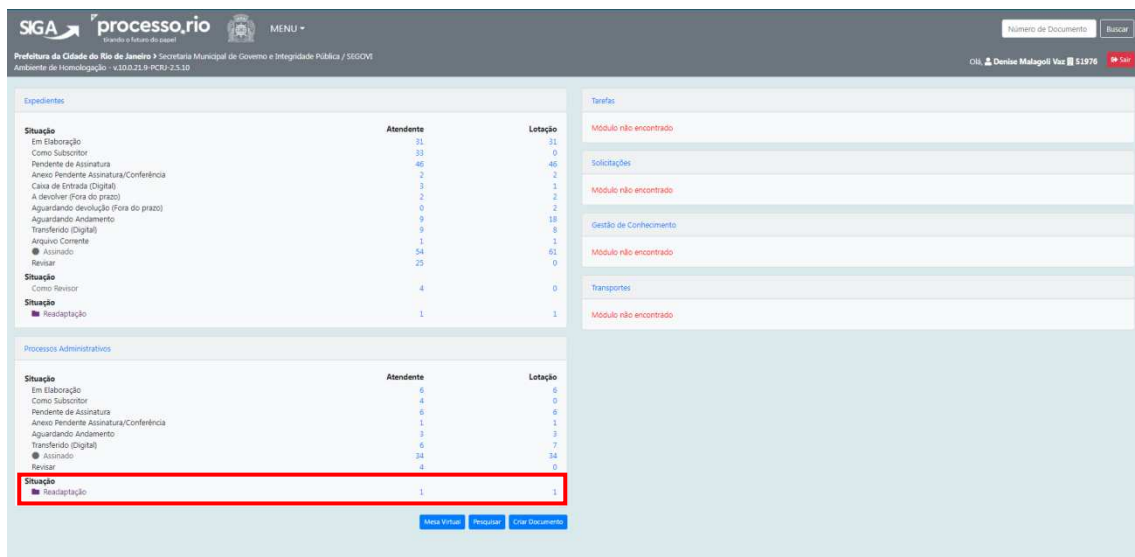 SIGA processo.rio MENU
tirando o futuro do papel
Número de Documento Buscar
Prefeitura da Cidade do Rio de Janeiro > Secretaria Municipal de Governo e Integridade Pública / SEGOVI
Ambiente de Homologação - v.10.0.21.9-PCRJ-2.5.10
Olá, Denise Malagoli Vaz 51976 Sair
Expedientes
Situação Atendente Lotação
Em Elaboração 31 31
Como Subscritor 33 0
Pendente de Assinatura 46 46
Anexo Pendente Assinatura/Conferência 2 2
Caixa de Entrada (Digital) 3 1
A devolver (Fora do prazo) 2 2
Aguardando devolução (Fora do prazo) 0 2
Aguardando Andamento 9 18
Transferido (Digital) 9 8
Arquivo Corrente 1 1
Assinado 54 61
Revisar 25 0
Situação
Como Revisor 4 0
Situação
Readaptação 1 1
Processos Administrativos
Situação Atendente Lotação
Em Elaboração 6 6
Como Subscritor 4 0
Pendente de Assinatura 6 6
Anexo Pendente Assinatura/Conferência 1 1
Aguardando Andamento 3 3
Transferido (Digital) 6 7
Assinado 34 34
Revisar 4 0
Situação
Readaptação 1 1
Mesa Virtual Pesquisar Criar Documento
Tarefas
Módulo não encontrado
Solicitações
Módulo não encontrado
Gestão de Conhecimento
Módulo não encontrado
Transportes
Módulo não encontrado